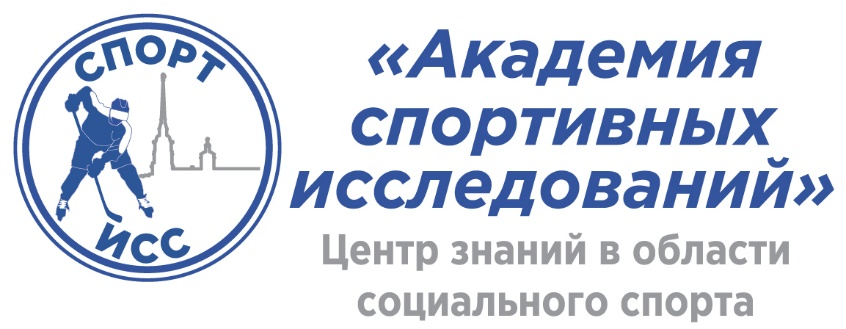 СПОРТ
ИСС
«Академия
спортивных
исследований»
Центр знаний в области
социального спорта